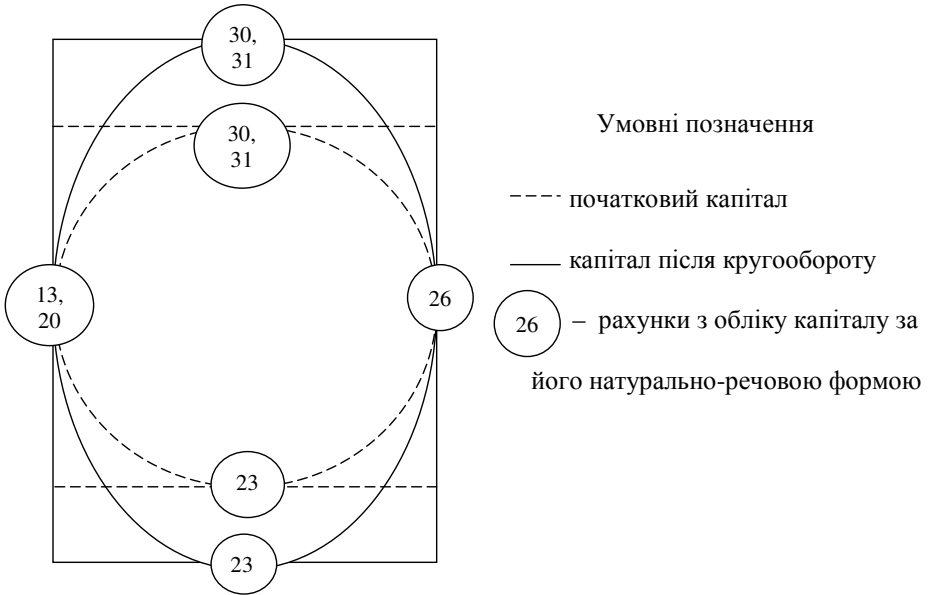 30,
31
30,
31
13,
20
26
23
23
Умовні позначення
початковий капітал
капітал після кругообороту
26 – рахунки з обліку капіталу за
його натурально-речовою формою